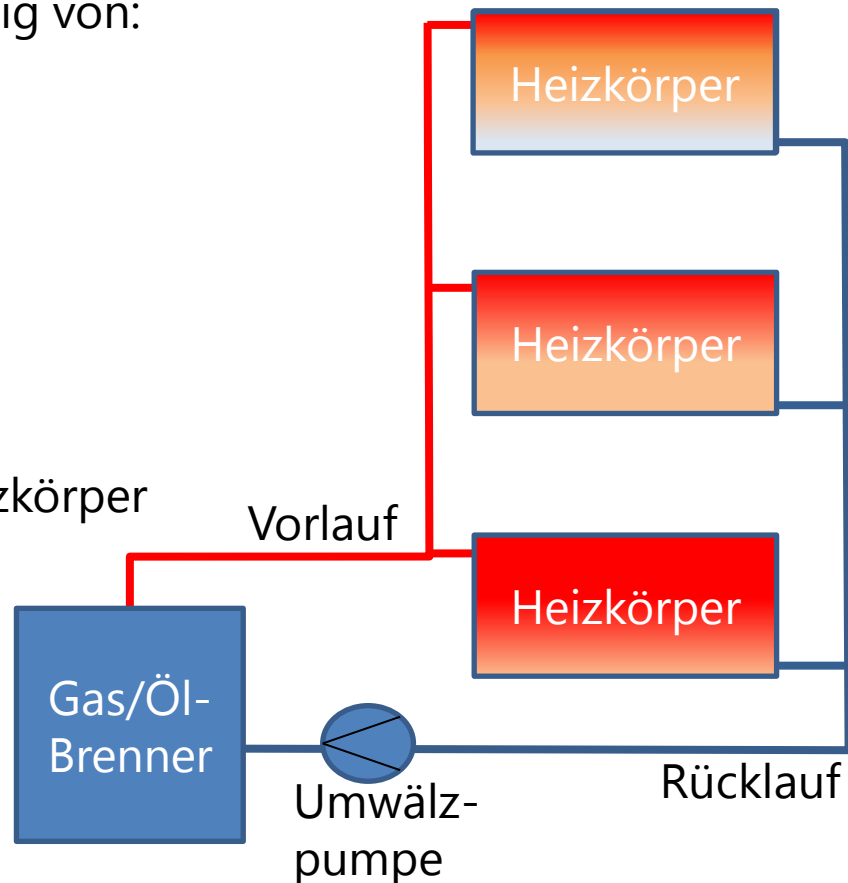 ig von:
Heizkörper
Heizkörper
zkörper
Vorlauf
Heizkörper
Gas/Öl-
Brenner
Umwälz-
pumpe
Rücklauf